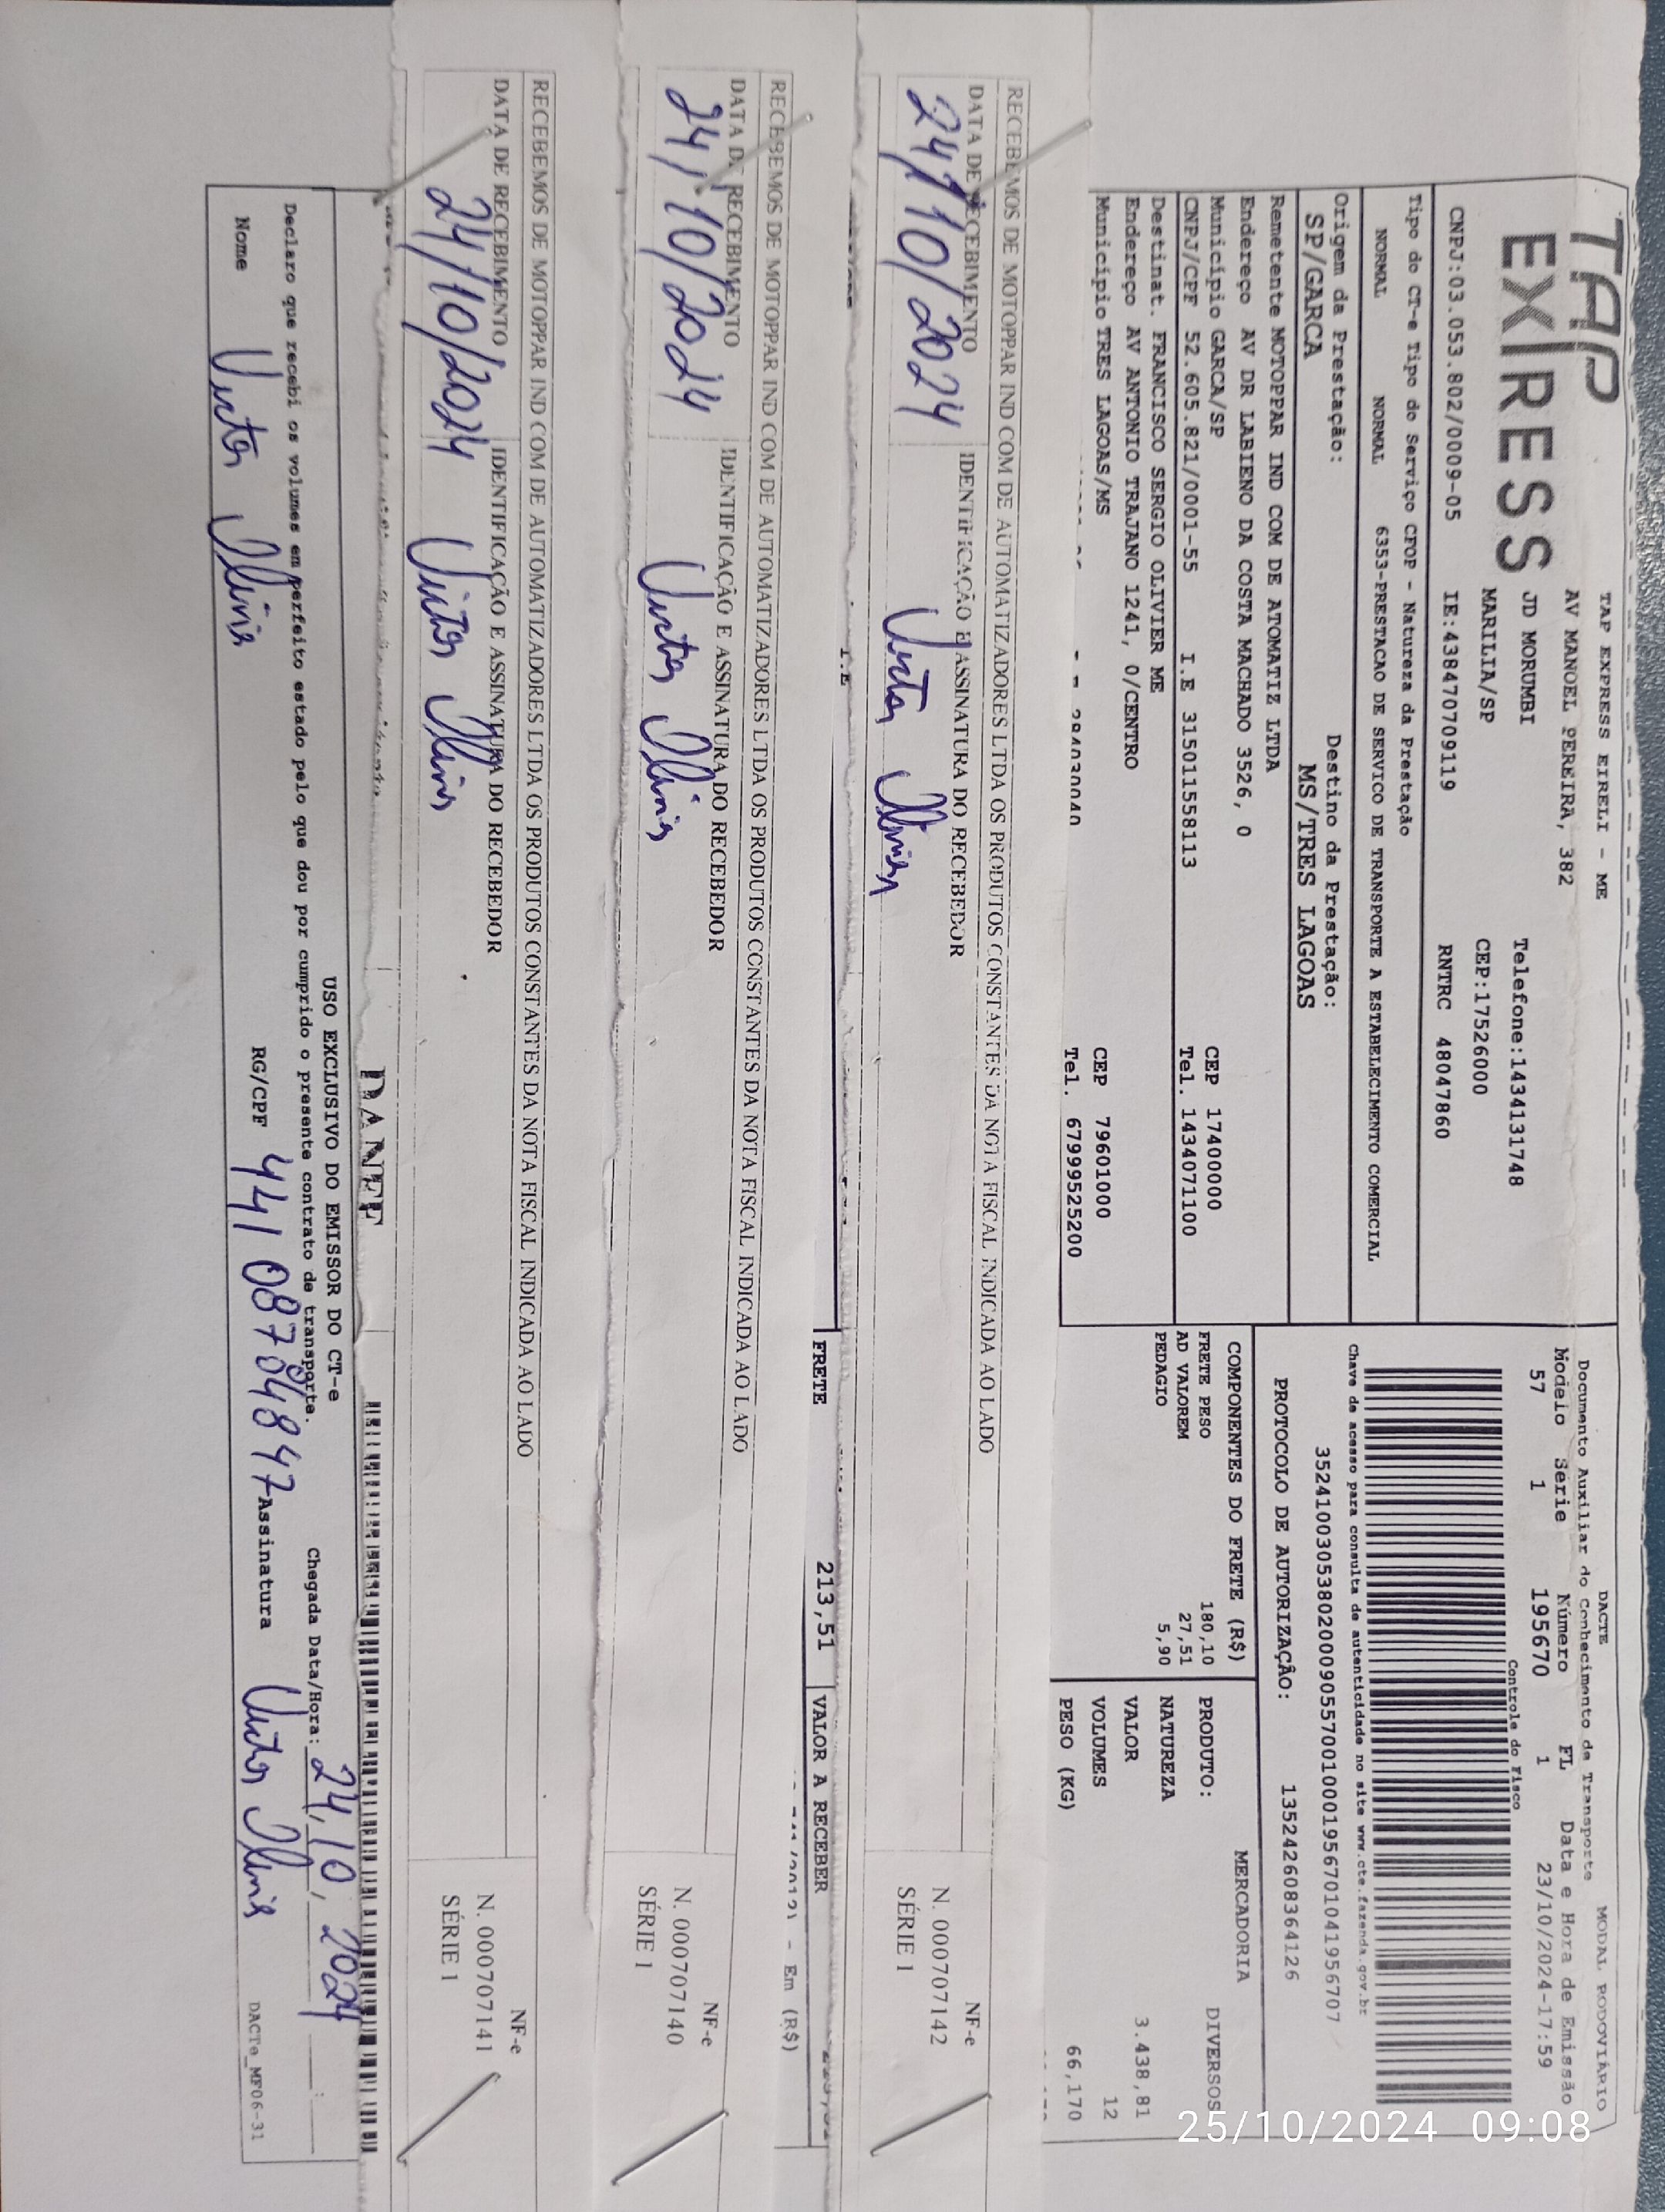 TAP
EXPRESS
TAP EXPRESS EIRELI - ME
AV MANOEL PEREIRA, 382
JD MORUMBI
Telefone:1434131748
MARILIA/SP
CEP:17526000
CNPJ:03.053.802/0009-05
IE:438470709119
RNTRC 48047860
DACTE
MODAL RODOVIÁRIO
Documento Auxiliar do Conhecimento de Transporte
Modelo Série Número FL Data e Hora de Emissão
57 1 195670 1 23/10/2024-17:59
Controle do Fisco
Chave de acesso para consulta de autenticidade no site www.cte.fazenda.gov.br
35241003053802000905570010001956701041956707
PROTOCOLO DE AUTORIZAÇÃO: 135242608364126
Tipo do CT-e Tipo do Serviço CFOP - Natureza da Prestação
NORMAL NORMAL 6353-PRESTACAO DE SERVICO DE TRANSPORTE A ESTABELECIMENTO COMERCIAL
Origem da Prestação: Destino da Prestação:
SP/GARCA MS/TRES LAGOAS
Remetente MOTOPPAR IND COM DE ATOMATIZ LTDA
Endereço AV DR LABIENO DA COSTA MACHADO 3526, 0
Município GARCA/SP CEP 17400000
CNPJ/CPF 52.605.821/0001-55 I.E 315011558113 Tel. 1434071100
Destinat. FRANCISCO SERGIO OLIVIER ME
Endereço AV ANTONIO TRAJANO 1241, 0/CENTRO
Município TRES LAGOAS/MS CEP 79601000
Tel. 67999525200
COMPONENTES DO FRETE (R$)
FRETE PESO 180,10
AD VALOREM 27,51
PEDAGIO 5,90
MERCADORIA
PRODUTO: DIVERSOS
NATUREZA
VALOR 3.438,81
VOLUMES 12
PESO (KG) 66,170
RECEBEMOS DE MOTOPPAR IND COM DE AUTOMATIZADORES LTDA OS PRODUTOS CONSTANTES DA NOTA FISCAL INDICADA AO LADO
DATA DE RECEBIMENTO
24/10/2024
IDENTIFICAÇÃO E ASSINATURA DO RECEBEDOR
NF-e
N. 000707142
SÉRIE 1
I.E
FRETE 213,51 VALOR A RECEBER
Em (R$)
RECEBEMOS DE MOTOPPAR IND COM DE AUTOMATIZADORES LTDA OS PRODUTOS CONSTANTES DA NOTA FISCAL INDICADA AO LADO
DATA DE RECEBIMENTO
24/10/2024
IDENTIFICAÇÃO E ASSINATURA DO RECEBEDOR
NF-e
N. 000707140
SÉRIE 1
RECEBEMOS DE MOTOPPAR IND COM DE AUTOMATIZADORES LTDA OS PRODUTOS CONSTANTES DA NOTA FISCAL INDICADA AO LADO
DATA DE RECEBIMENTO
24/10/2024
IDENTIFICAÇÃO E ASSINATURA DO RECEBEDOR
Victor
NF-e
N. 000707141
SÉRIE 1
DANFE
USO EXCLUSIVO DO EMISSOR DO CT-e
Declaro que recebi os volumes em perfeito estado pelo que dou por cumprido o presente contrato de transporte.
Chegada Data/Hora: 24/10/2024
Nome Victor
RG/CPF 441 087 848 97
Assinatura Victor
DACTe_MF06-31
25/10/2024 09:08